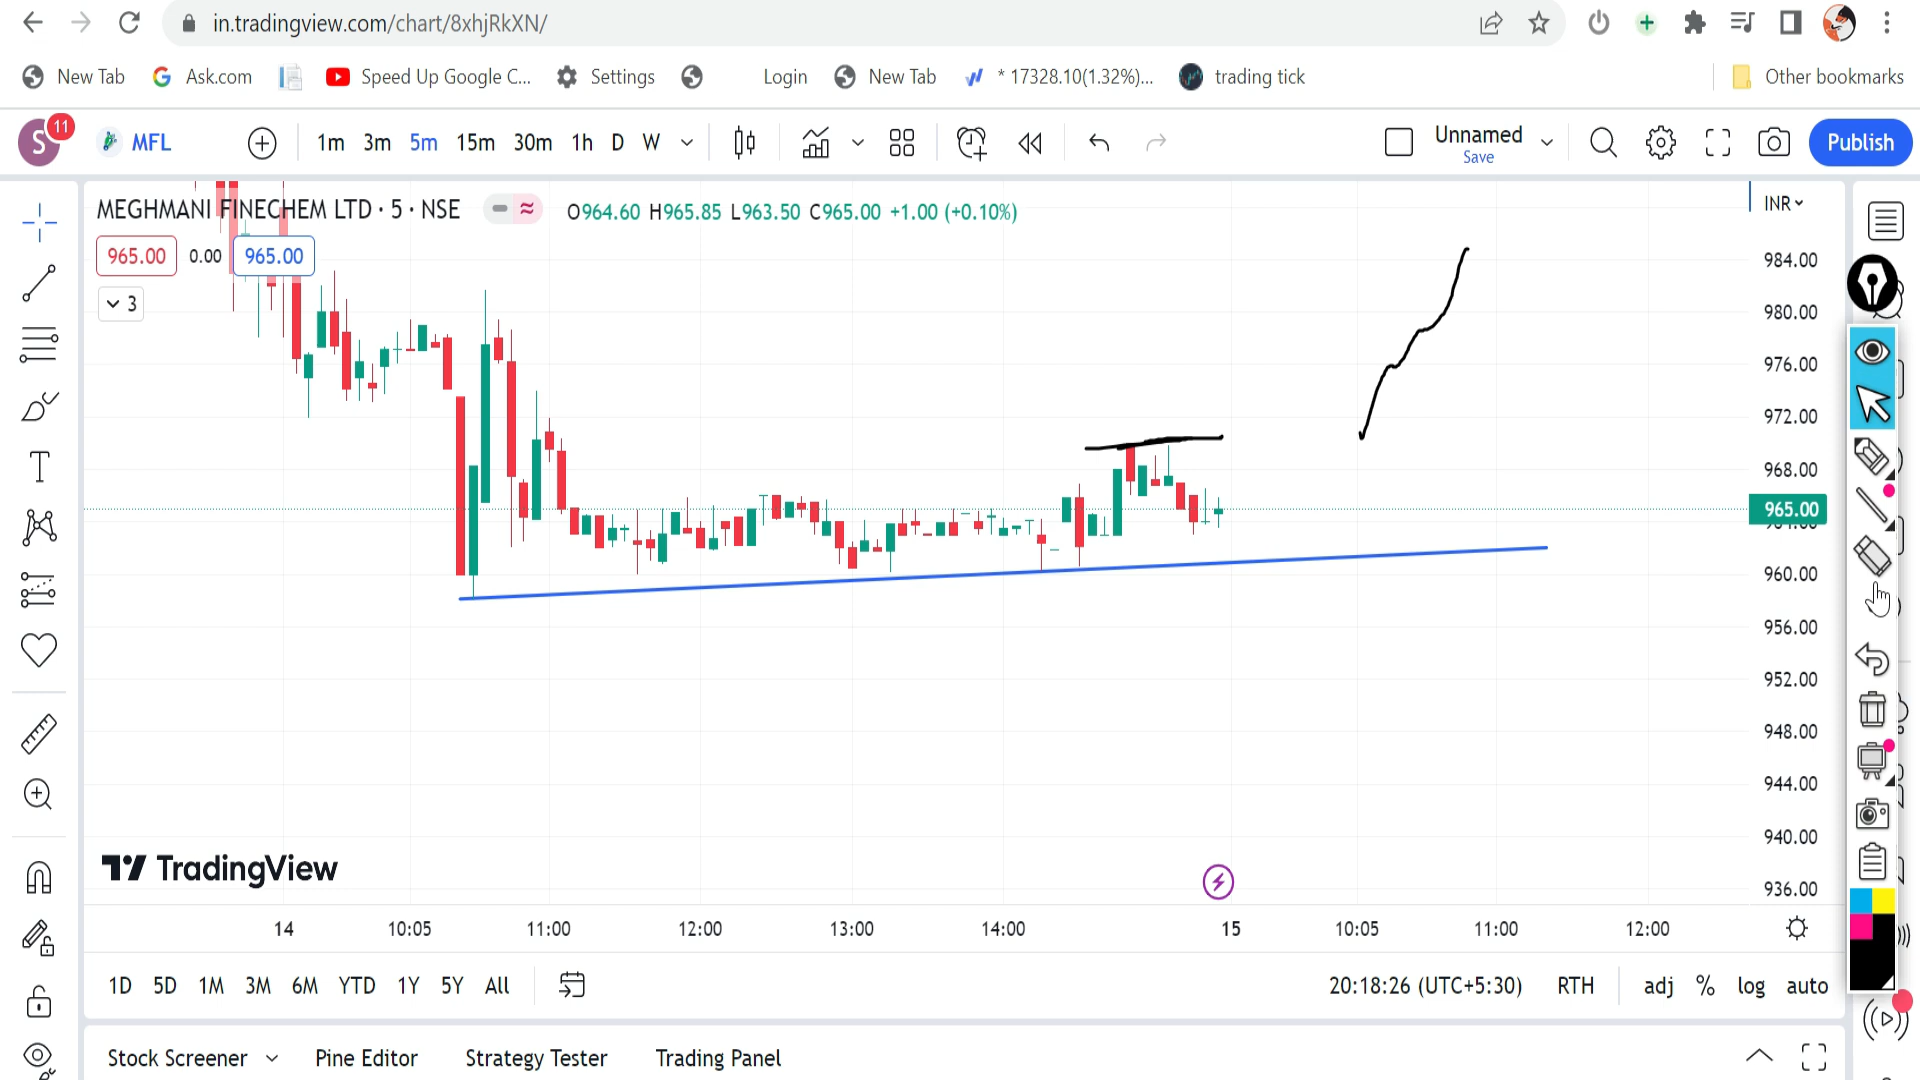 in.tradingview.com/chart/8xhjRkXN/
New Tab Ask.com Speed Up Google C... Settings Login New Tab * 17328.10(1.32%)... trading tick Other bookmarks
S 11 MFL 1m 3m 5m 15m 30m 1h D W Unnamed Publish
Save
MEGHMANI FINECHEM LTD · 5 · NSE O964.60 H965.85 L963.50 C965.00 +1.00 (+0.10%) INR
965.00 0.00 965.00
3
984.00
980.00
976.00
972.00
968.00
965.00
964.00
960.00
956.00
952.00
948.00
944.00
940.00
936.00
TradingView
14 10:05 11:00 12:00 13:00 14:00 15 10:05 11:00 12:00
1D 5D 1M 3M 6M YTD 1Y 5Y All 20:18:26 (UTC+5:30) RTH adj % log auto
Stock Screener Pine Editor Strategy Tester Trading Panel